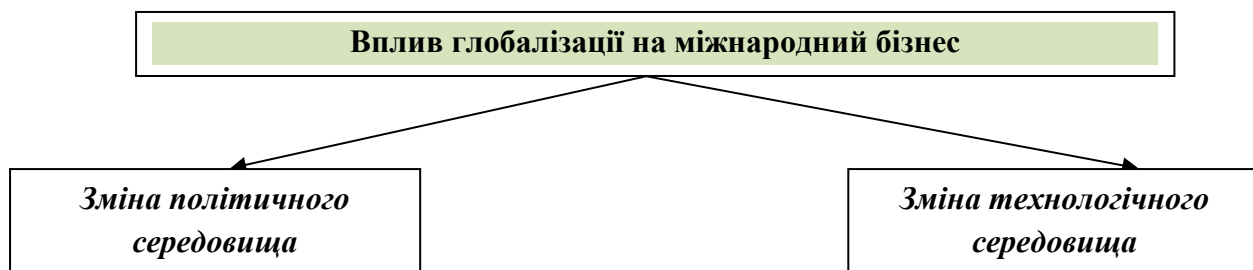 Вплив глобалізації на міжнародний бізнес
Зміна політичного
середовища
Зміна технологічного
середовища